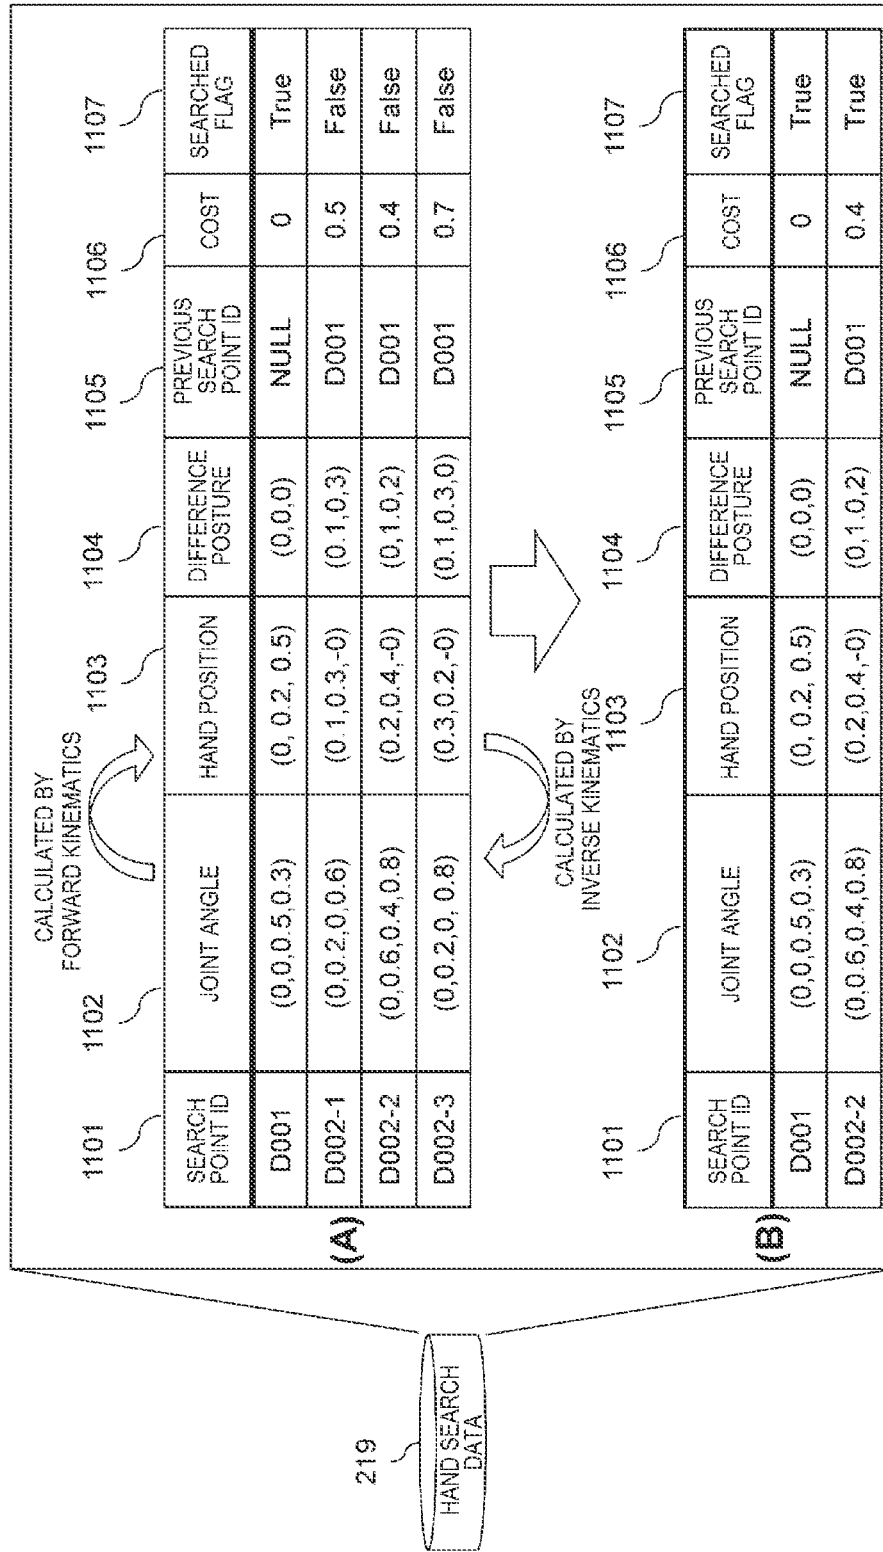 219
HAND SEARCH
DATA
CALCULATED BY
FORWARD KINEMATICS
1101
1102
1103
1104
1105
1106
1107
(A)
SEARCH
POINT ID
JOINT ANGLE
HAND POSITION
DIFFERENCE
POSTURE
PREVIOUS
SEARCH
POINT ID
COST
SEARCHED
FLAG
D001
(0,0,0.5,0.3)
(0, 0.2, 0.5)
(0,0,0)
NULL
0
True
D002-1
(0,0.2,0,0.6)
(0.1,0.3,-0)
(0.1,0,3)
D001
0.5
False
D002-2
(0,0.6,0.4,0.8)
(0.2,0.4,-0)
(0,1.0,2)
D001
0.4
False
D002-3
(0,0.2,0, 0.8)
(0.3,0.2,-0)
(0.1,0.3,0)
D001
0.7
False
CALCULATED BY
INVERSE KINEMATICS
1101
1102
1103
1104
1105
1106
1107
(B)
SEARCH
POINT ID
JOINT ANGLE
HAND POSITION
DIFFERENCE
POSTURE
PREVIOUS
SEARCH
POINT ID
COST
SEARCHED
FLAG
D001
(0,0,0.5,0.3)
(0, 0.2, 0.5)
(0,0,0)
NULL
0
True
D002-2
(0,0.6,0.4,0.8)
(0.2,0.4,-0)
(0,1.0,2)
D001
0.4
True